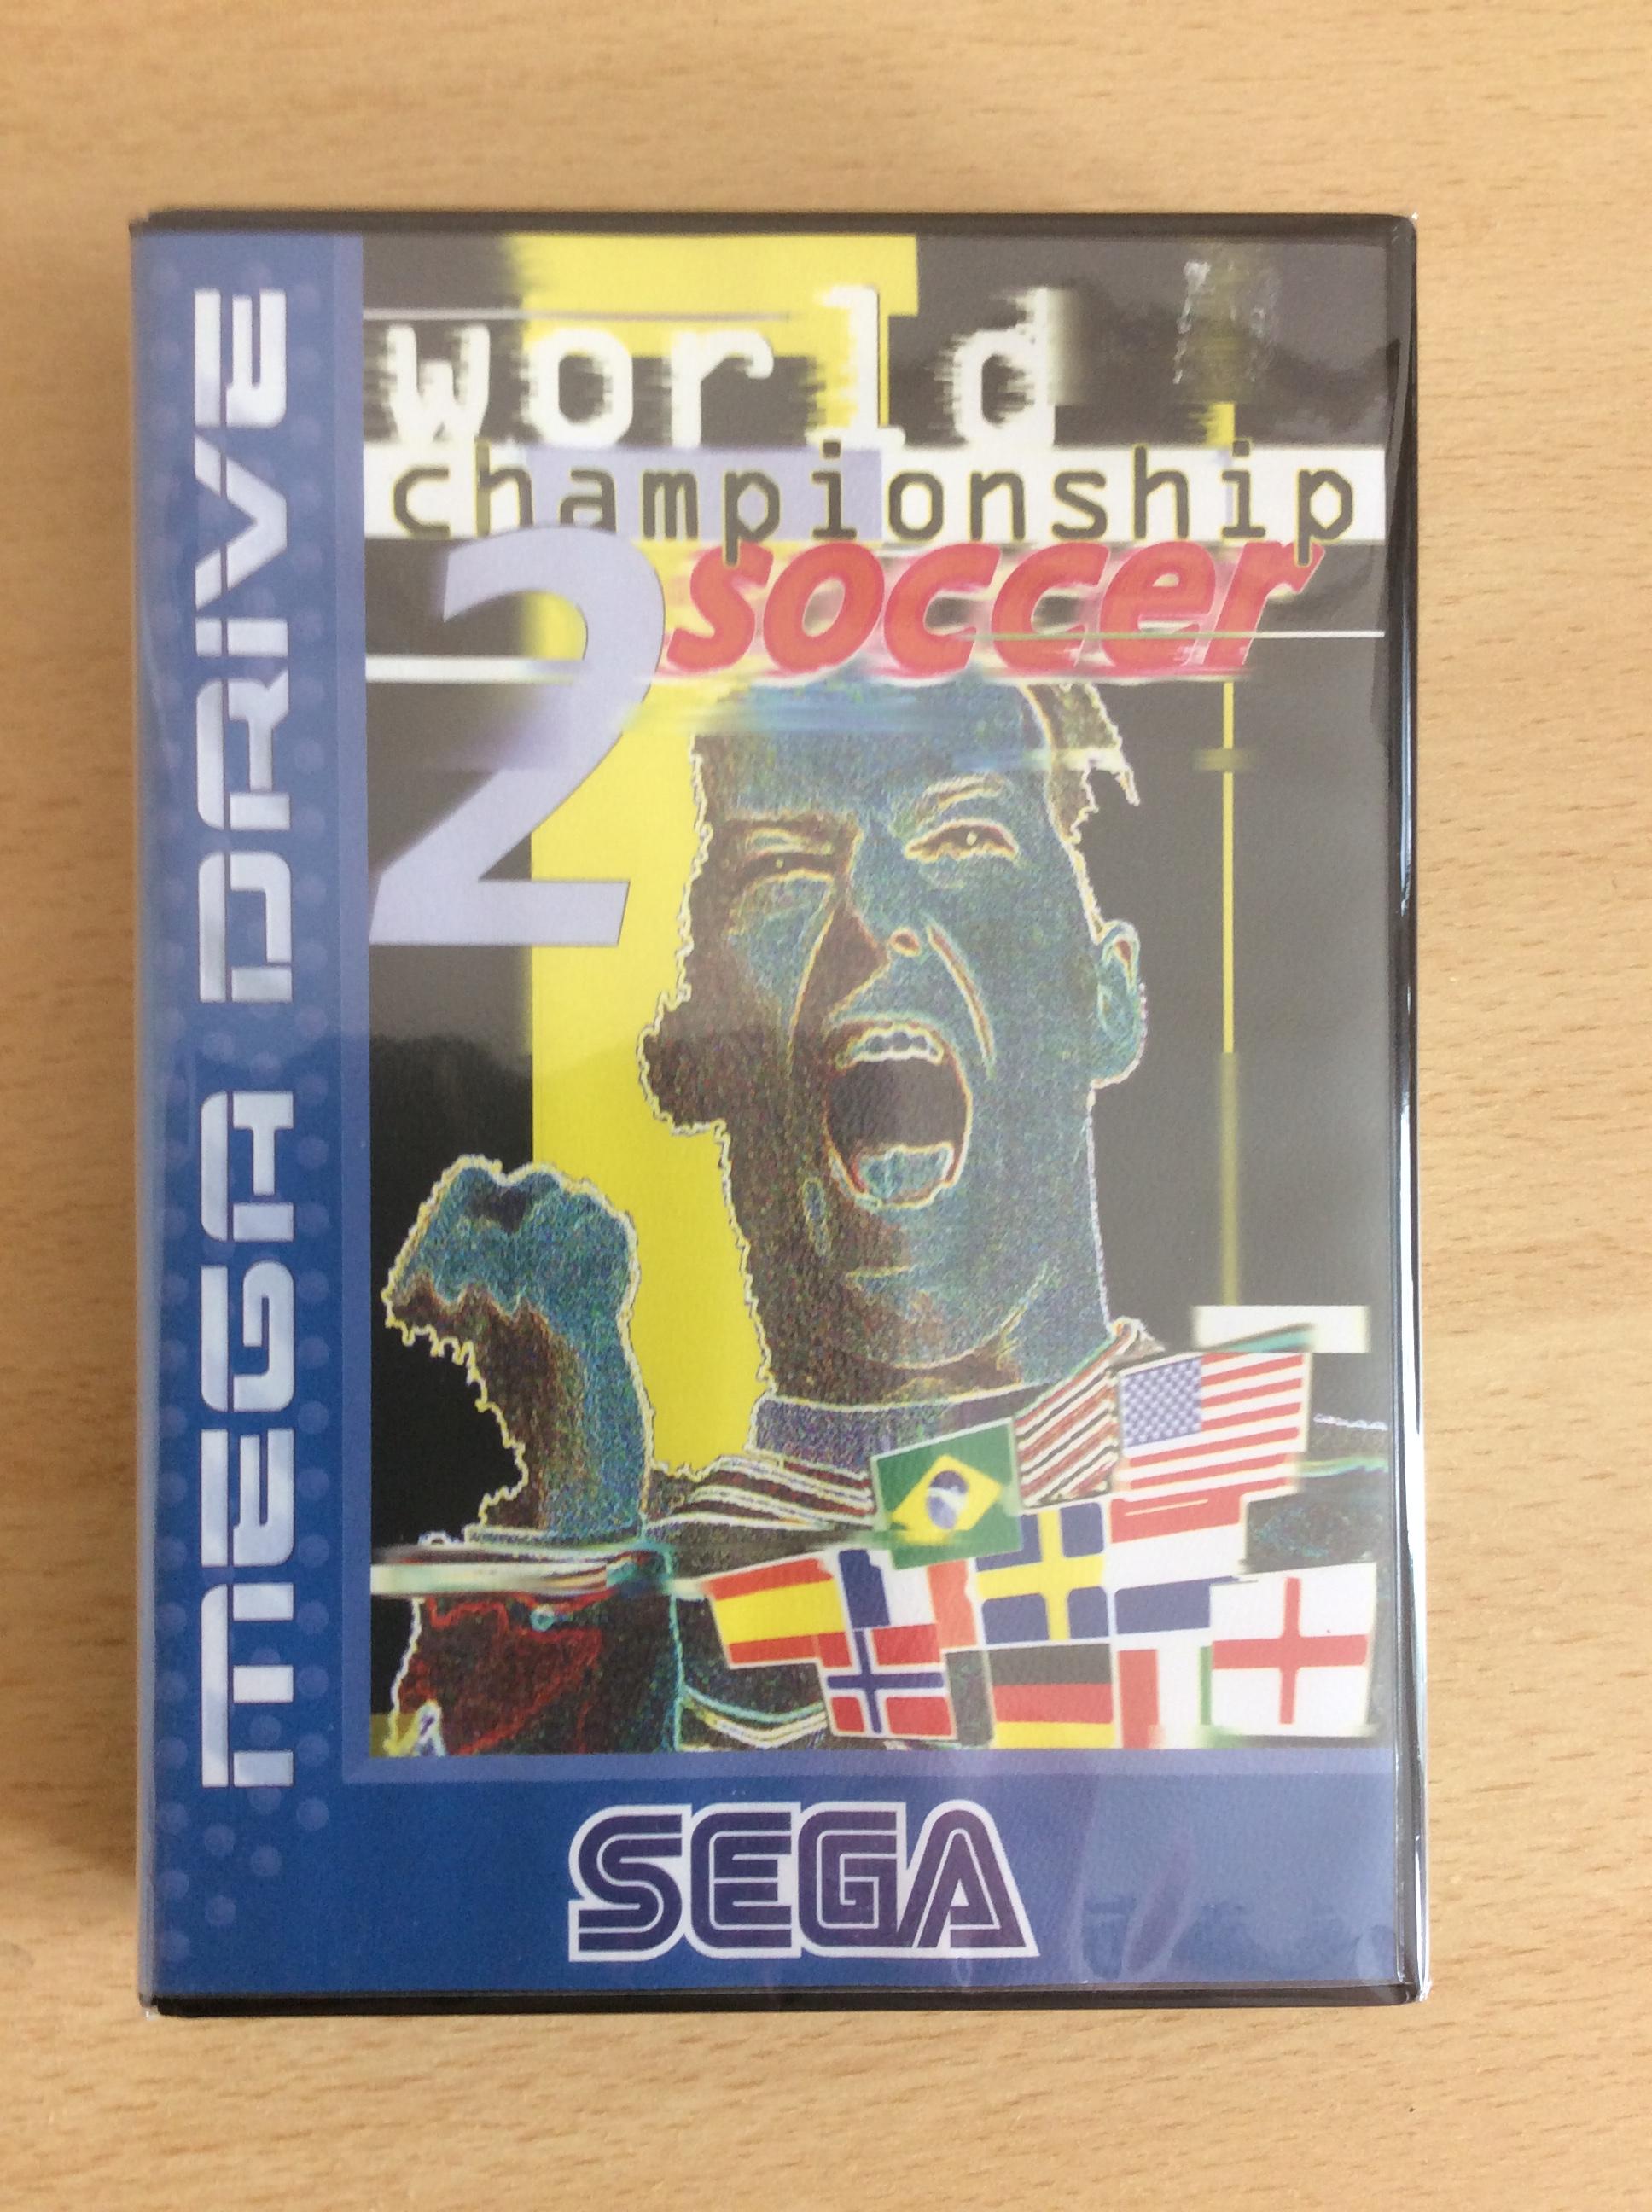 MEGA DRIVE
world
championship
2 soccer
SEGA